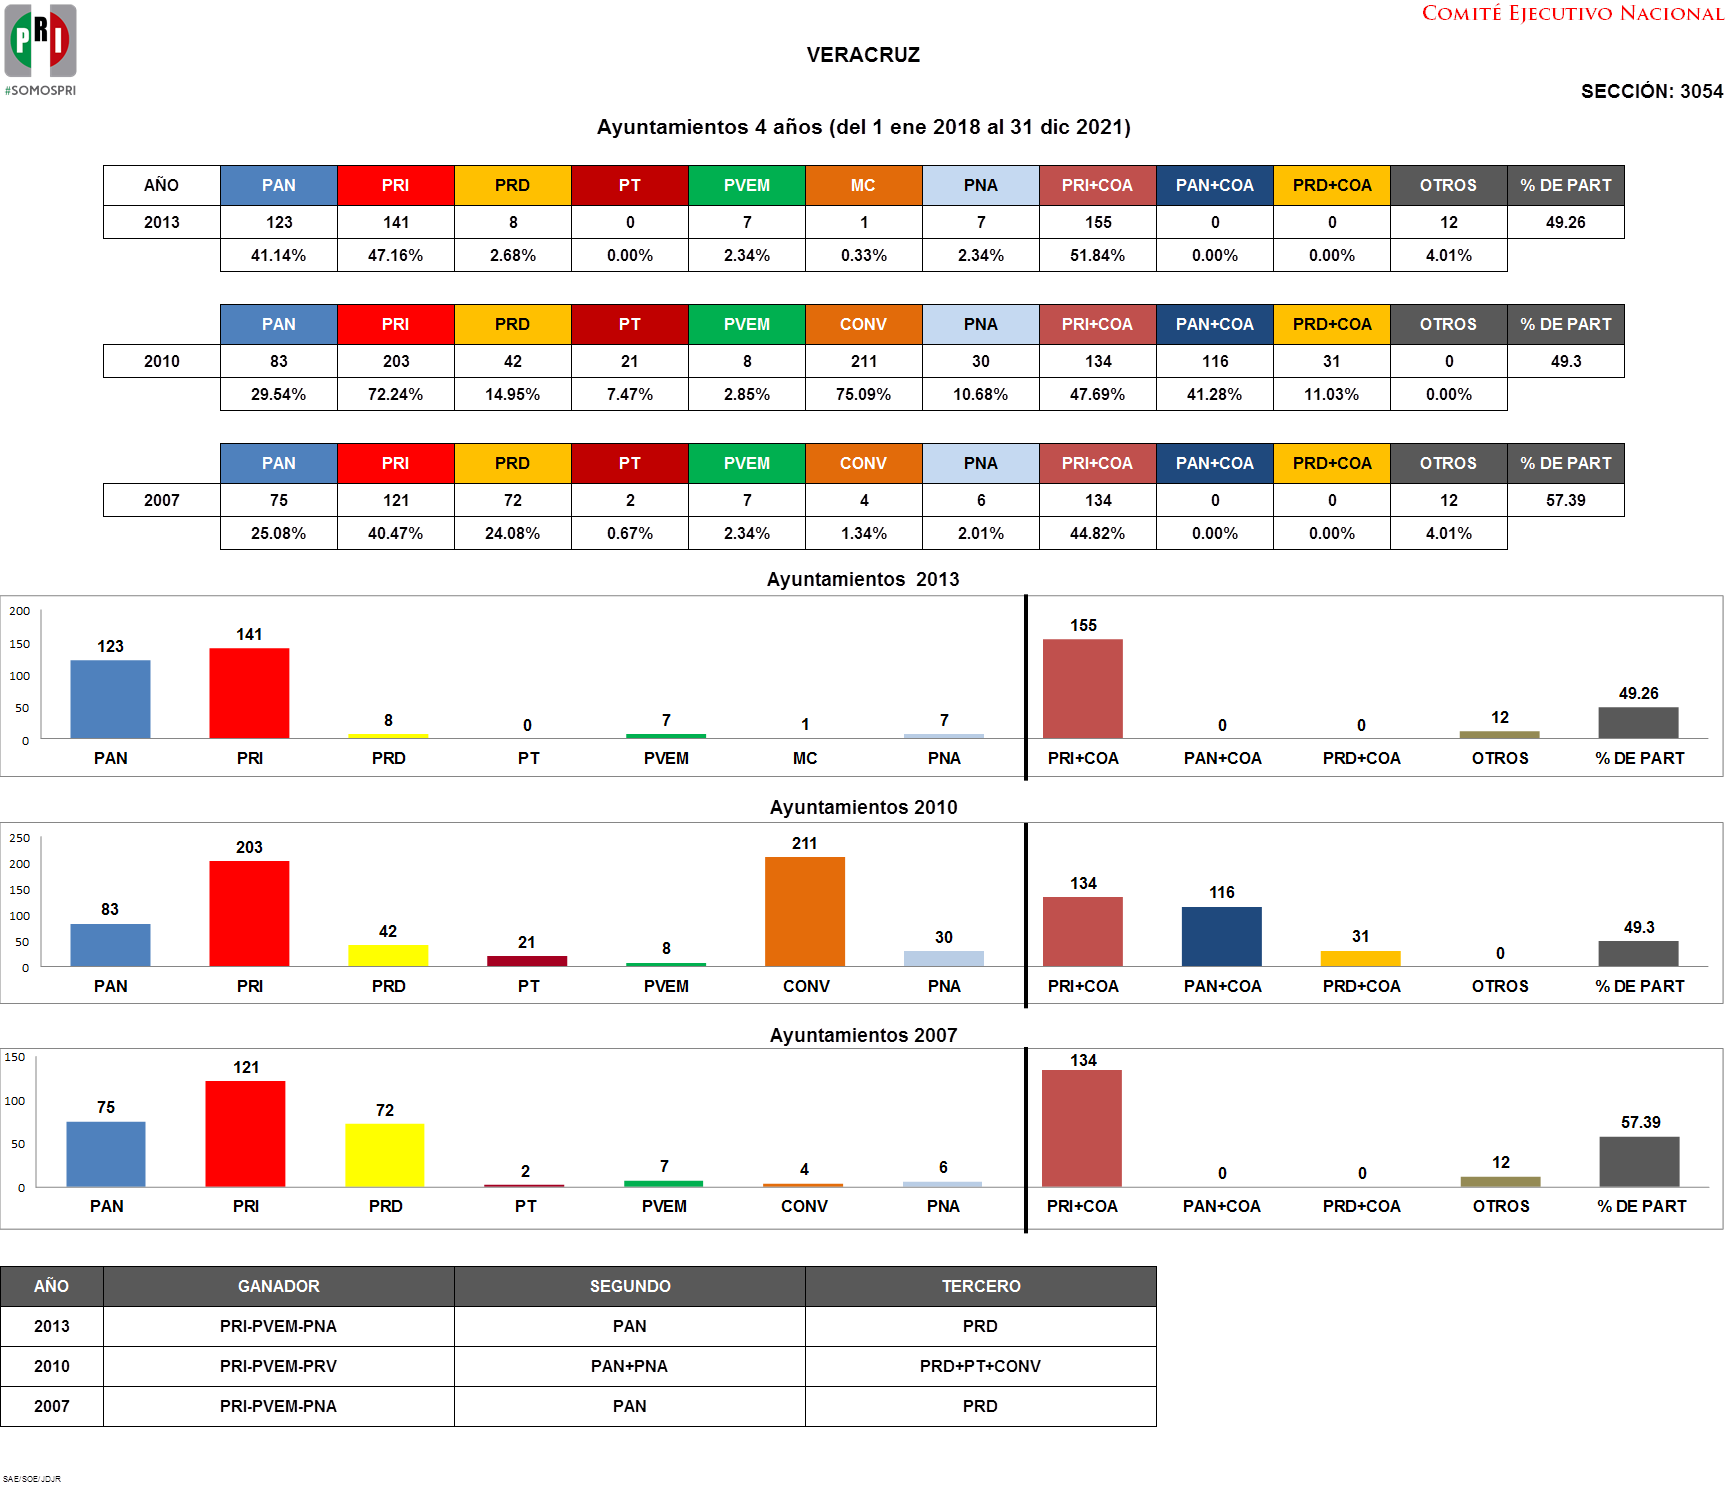 PRI
#SOMOSPRI
COMITÉ EJECUTIVO NACIONAL
VERACRUZ
SECCIÓN: 3054
Ayuntamientos 4 años (del 1 ene 2018 al 31 dic 2021)
AÑO PAN PRI PRD PT PVEM MC PNA PRI+COA PAN+COA PRD+COA OTROS % DE PART
2013 123 141 8 0 7 1 7 155 0 0 12 49.26
41.14% 47.16% 2.68% 0.00% 2.34% 0.33% 2.34% 51.84% 0.00% 0.00% 4.01%
PAN PRI PRD PT PVEM CONV PNA PRI+COA PAN+COA PRD+COA OTROS % DE PART
2010 83 203 42 21 8 211 30 134 116 31 0 49.3
29.54% 72.24% 14.95% 7.47% 2.85% 75.09% 10.68% 47.69% 41.28% 11.03% 0.00%
PAN PRI PRD PT PVEM CONV PNA PRI+COA PAN+COA PRD+COA OTROS % DE PART
2007 75 121 72 2 7 4 6 134 0 0 12 57.39
25.08% 40.47% 24.08% 0.67% 2.34% 1.34% 2.01% 44.82% 0.00% 0.00% 4.01%
Ayuntamientos 2013
200
150
100
50
0
123 141 8 0 7 1 7 155 0 0 12 49.26
PAN PRI PRD PT PVEM MC PNA PRI+COA PAN+COA PRD+COA OTROS % DE PART
Ayuntamientos 2010
250
200
150
100
50
0
83 203 42 21 8 211 30 134 116 31 0 49.3
PAN PRI PRD PT PVEM CONV PNA PRI+COA PAN+COA PRD+COA OTROS % DE PART
Ayuntamientos 2007
150
100
50
0
75 121 72 2 7 4 6 134 0 0 12 57.39
PAN PRI PRD PT PVEM CONV PNA PRI+COA PAN+COA PRD+COA OTROS % DE PART
AÑO GANADOR SEGUNDO TERCERO
2013 PRI-PVEM-PNA PAN PRD
2010 PRI-PVEM-PRV PAN+PNA PRD+PT+CONV
2007 PRI-PVEM-PNA PAN PRD
SAE/SOE/JDJR